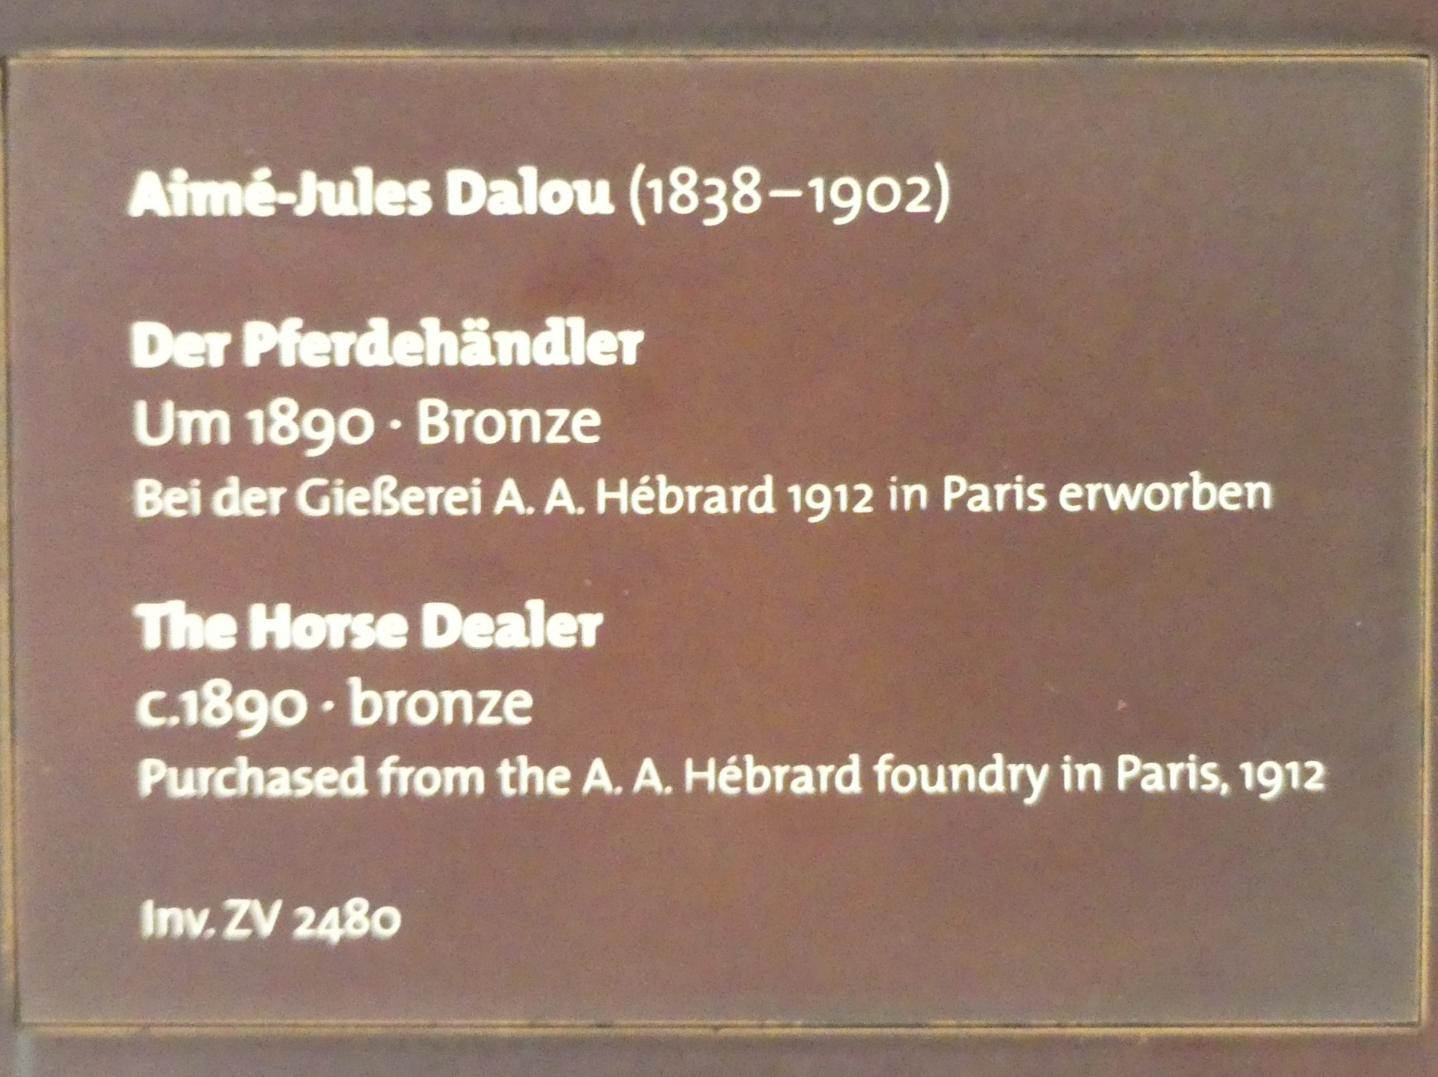 Aimé-Jules Dalou (1838–1902)
Der Pferdehändler
Um 1890 · Bronze
Bei der Gießerei A. A. Hébrard 1912 in Paris erworben
The Horse Dealer
c.1890 · bronze
Purchased from the A. A. Hébrard foundry in Paris, 1912
Inv. ZV 2480